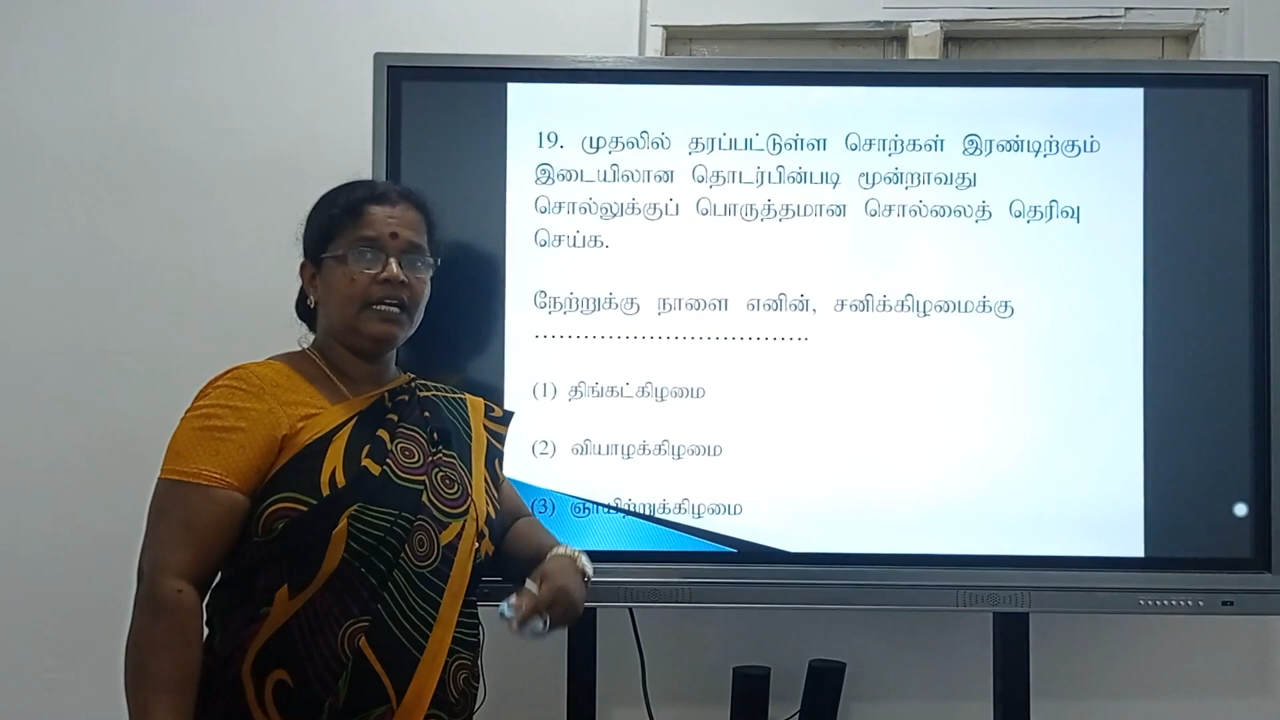 19. முதலில் தரப்பட்டுள்ள சொற்கள் இரண்டிற்கும்
இடையிலான தொடர்பின்படி மூன்றாவது
சொல்லுக்குப் பொருத்தமான சொல்லைத் தெரிவு
செய்க.
நேற்றுக்கு நாளை எனின், சனிக்கிழமைக்கு
.................................
(1) திங்கட்கிழமை
(2) வியாழக்கிழமை
(3) ஞாயிற்றுக்கிழமை